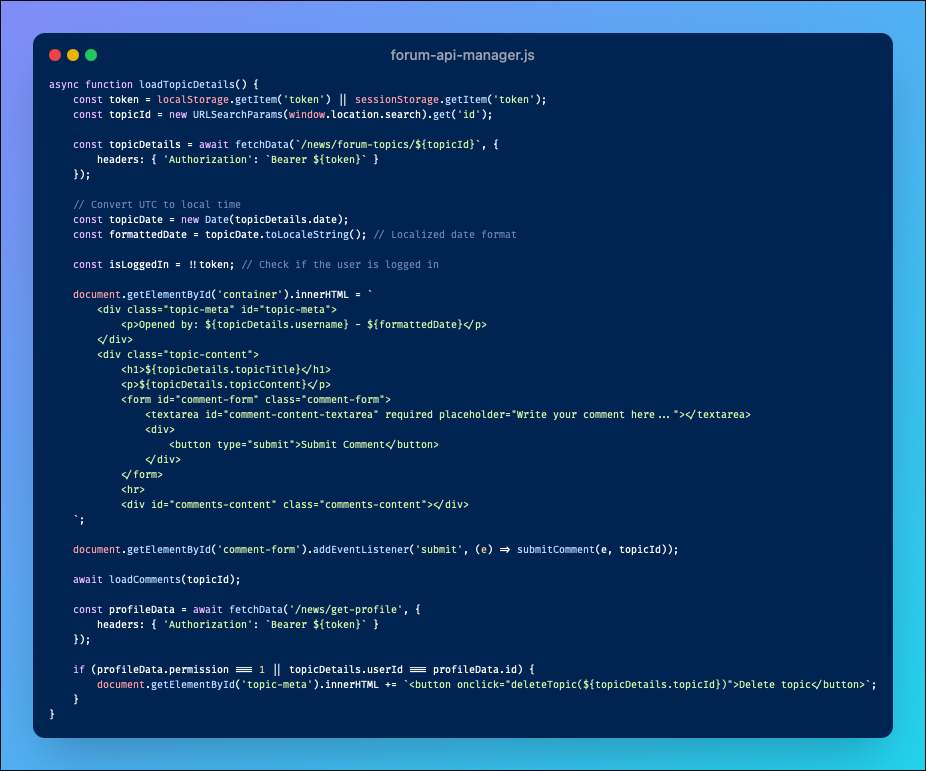 forum-api-manager.js
async function loadTopicDetails() {
    const token = localStorage.getItem('token') || sessionStorage.getItem('token');
    const topicId = new URLSearchParams(window.location.search).get('id');

    const topicDetails = await fetchData(`/news/forum-topics/${topicId}`, {
        headers: { 'Authorization': `Bearer ${token}` }
    });

    // Convert UTC to local time
    const topicDate = new Date(topicDetails.date);
    const formattedDate = topicDate.toLocaleString(); // Localized date format

    const isLoggedIn = !!token; // Check if the user is logged in

    document.getElementById('container').innerHTML = `
        <div class="topic-meta" id="topic-meta">
            <p>Opened by: ${topicDetails.username} - ${formattedDate}</p>
        </div>
        <div class="topic-content">
            <h1>${topicDetails.topicTitle}</h1>
            <p>${topicDetails.topicContent}</p>
            <form id="comment-form" class="comment-form">
                <textarea id="comment-content-textarea" required placeholder="Write your comment here..."></textarea>
                <div>
                    <button type="submit">Submit Comment</button>
                </div>
            </form>
            <hr>
            <div id="comments-content" class="comments-content"></div>
    `;

    document.getElementById('comment-form').addEventListener('submit', (e) => submitComment(e, topicId));

    await loadComments(topicId);

    const profileData = await fetchData('/news/get-profile', {
        headers: { 'Authorization': `Bearer ${token}` }
    });

    if (profileData.permission === 1 || topicDetails.userId === profileData.id) {
        document.getElementById('topic-meta').innerHTML += `<button onclick="deleteTopic(${topicDetails.topicId})">Delete topic</button>`;
    }
}